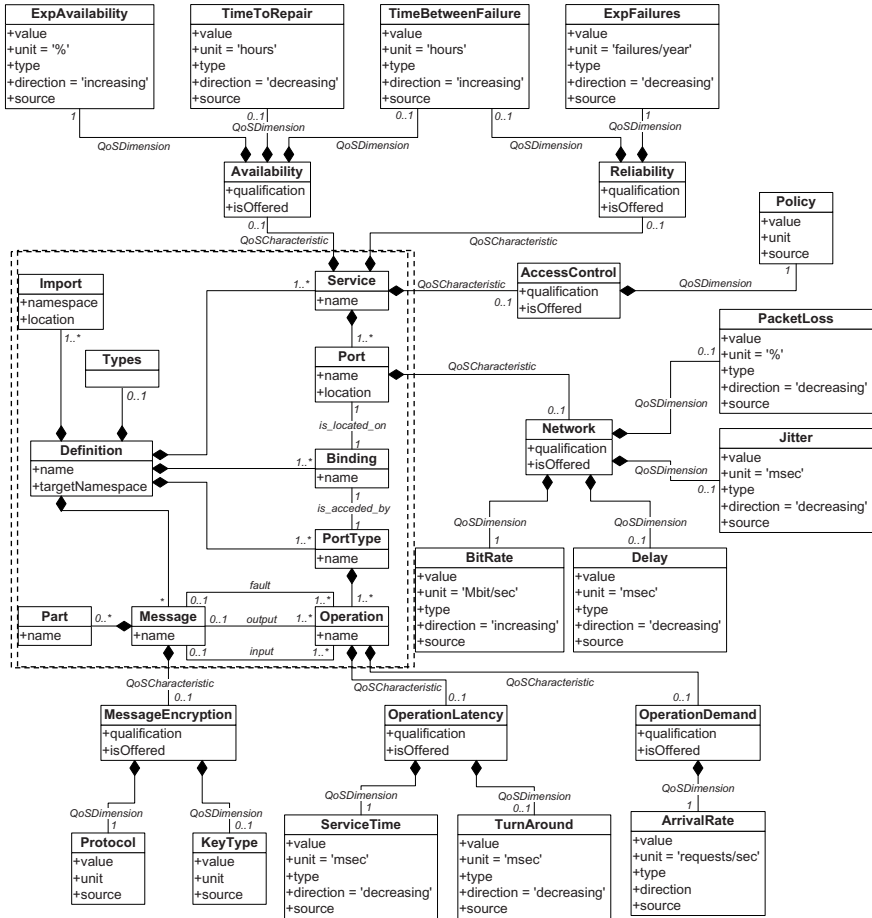 ExpAvailability
+value
+unit = '%'
+type
+direction = 'increasing'
+source
TimeToRepair
+value
+unit = 'hours'
+type
+direction = 'decreasing'
+source
TimeBetweenFailure
+value
+unit = 'hours'
+type
+direction = 'increasing'
+source
ExpFailures
+value
+unit = 'failures/year'
+type
+direction = 'decreasing'
+source
1
0..1
0..1
0..1
1
QoSDimension
QoSDimension
QoSDimension
QoSDimension
QoSDimension
Availability
+qualification
+isOffered
Reliability
+qualification
+isOffered
0..1
QoSCharacteristic
0..1
QoSCharacteristic
Policy
+value
+unit
+source
1
QoSDimension
AccessControl
+qualification
+isOffered
QoSCharacteristic
0..1
Service
+name
1..*
Import
+namespace
+location
1..*
Types
0..1
*
Port
+name
+location
QoSCharacteristic
0..1
1
is_located_on
1
Definition
+name
+targetNamespace
Binding
+name
1..*
1
is_acceded_by
1
PortType
+name
1..*
1..*
Network
+qualification
+isOffered
PacketLoss
+value
+unit = '%'
+type
+direction = 'decreasing'
+source
0..1
QoSDimension
Jitter
+value
+unit = 'msec'
+type
+direction = 'decreasing'
+source
QoSDimension
0..1
QoSDimension
1
QoSDimension
0..1
BitRate
+value
+unit = 'Mbit/sec'
+type
+direction = 'increasing'
+source
Delay
+value
+unit = 'msec'
+type
+direction = 'decreasing'
+source
*
fault
0..1
1..*
Part
+name
0..*
Message
+name
0..1
output
1..*
Operation
+name
0..1
input
1..*
QoSCharacteristic
0..1
QoSCharacteristic
0..1
QoSCharacteristic
0..1
MessageEncryption
+qualification
+isOffered
OperationLatency
+qualification
+isOffered
OperationDemand
+qualification
+isOffered
QoSDimension
1
QoSDimension
0..1
QoSDimension
1
QoSDimension
0..1
QoSDimension
1
Protocol
+value
+unit
+source
KeyType
+value
+unit
+source
ServiceTime
+value
+unit = 'msec'
+type
+direction = 'decreasing'
+source
TurnAround
+value
+unit = 'msec'
+type
+direction = 'decreasing'
+source
ArrivalRate
+value
+unit = 'requests/sec'
+type
+direction
+source